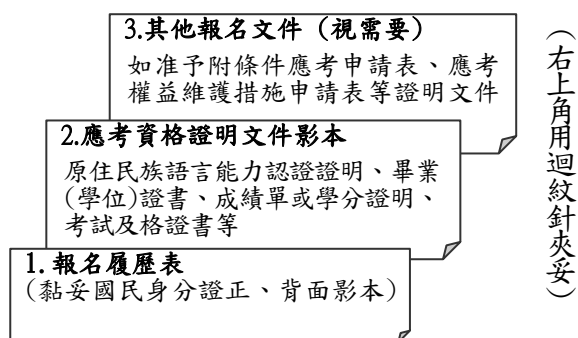 3.其他報名文件（視需要）
如准予附條件應考申請表、應考
權益維護措施申請表等證明文件
2.應考資格證明文件影本
原住民族語言能力認證證明、畢業
(學位)證書、成績單或學分證明、
考試及格證書等
1. 報名履歷表
（黏妥國民身分證正、背面影本）
（右上角用迴紋針夾妥）